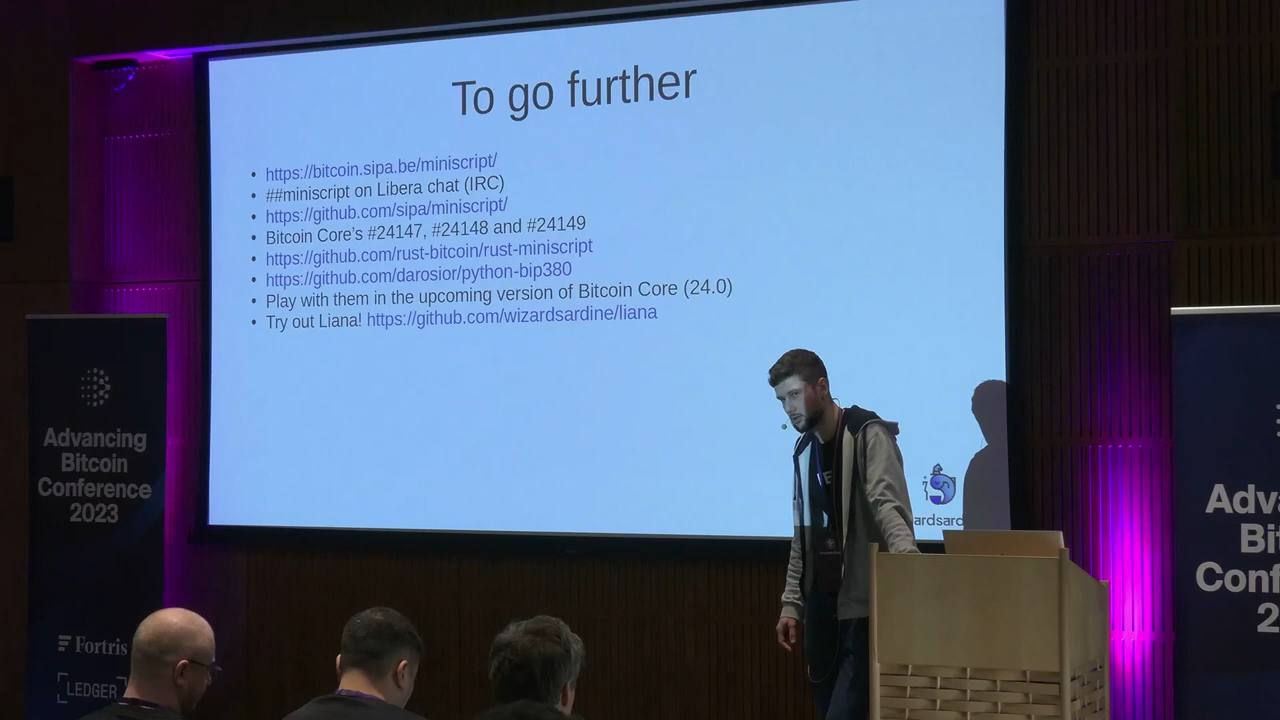 To go further
• https://bitcoin.sipa.be/miniscript/
• ##miniscript on Libera chat (IRC)
• https://github.com/sipa/miniscript/
• Bitcoin Core's #24147, #24148 and #24149
• https://github.com/rust-bitcoin/rust-miniscript
• https://github.com/darosior/python-bip380
• Play with them in the upcoming version of Bitcoin Core (24.0)
• Try out Liana! https://github.com/wizardsardine/liana
ardsard
Advancing
Bitcoin
Conference
2023
Fortris
LEDGER
Adva
Bit
Conf
2